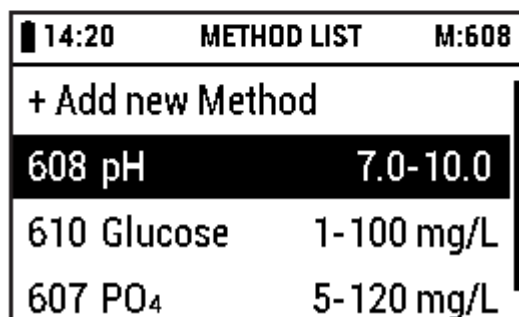 14:20 METHOD LIST M:608
+ Add new Method
608 pH 7.0-10.0
610 Glucose 1-100 mg/L
607 PO₄ 5-120 mg/L